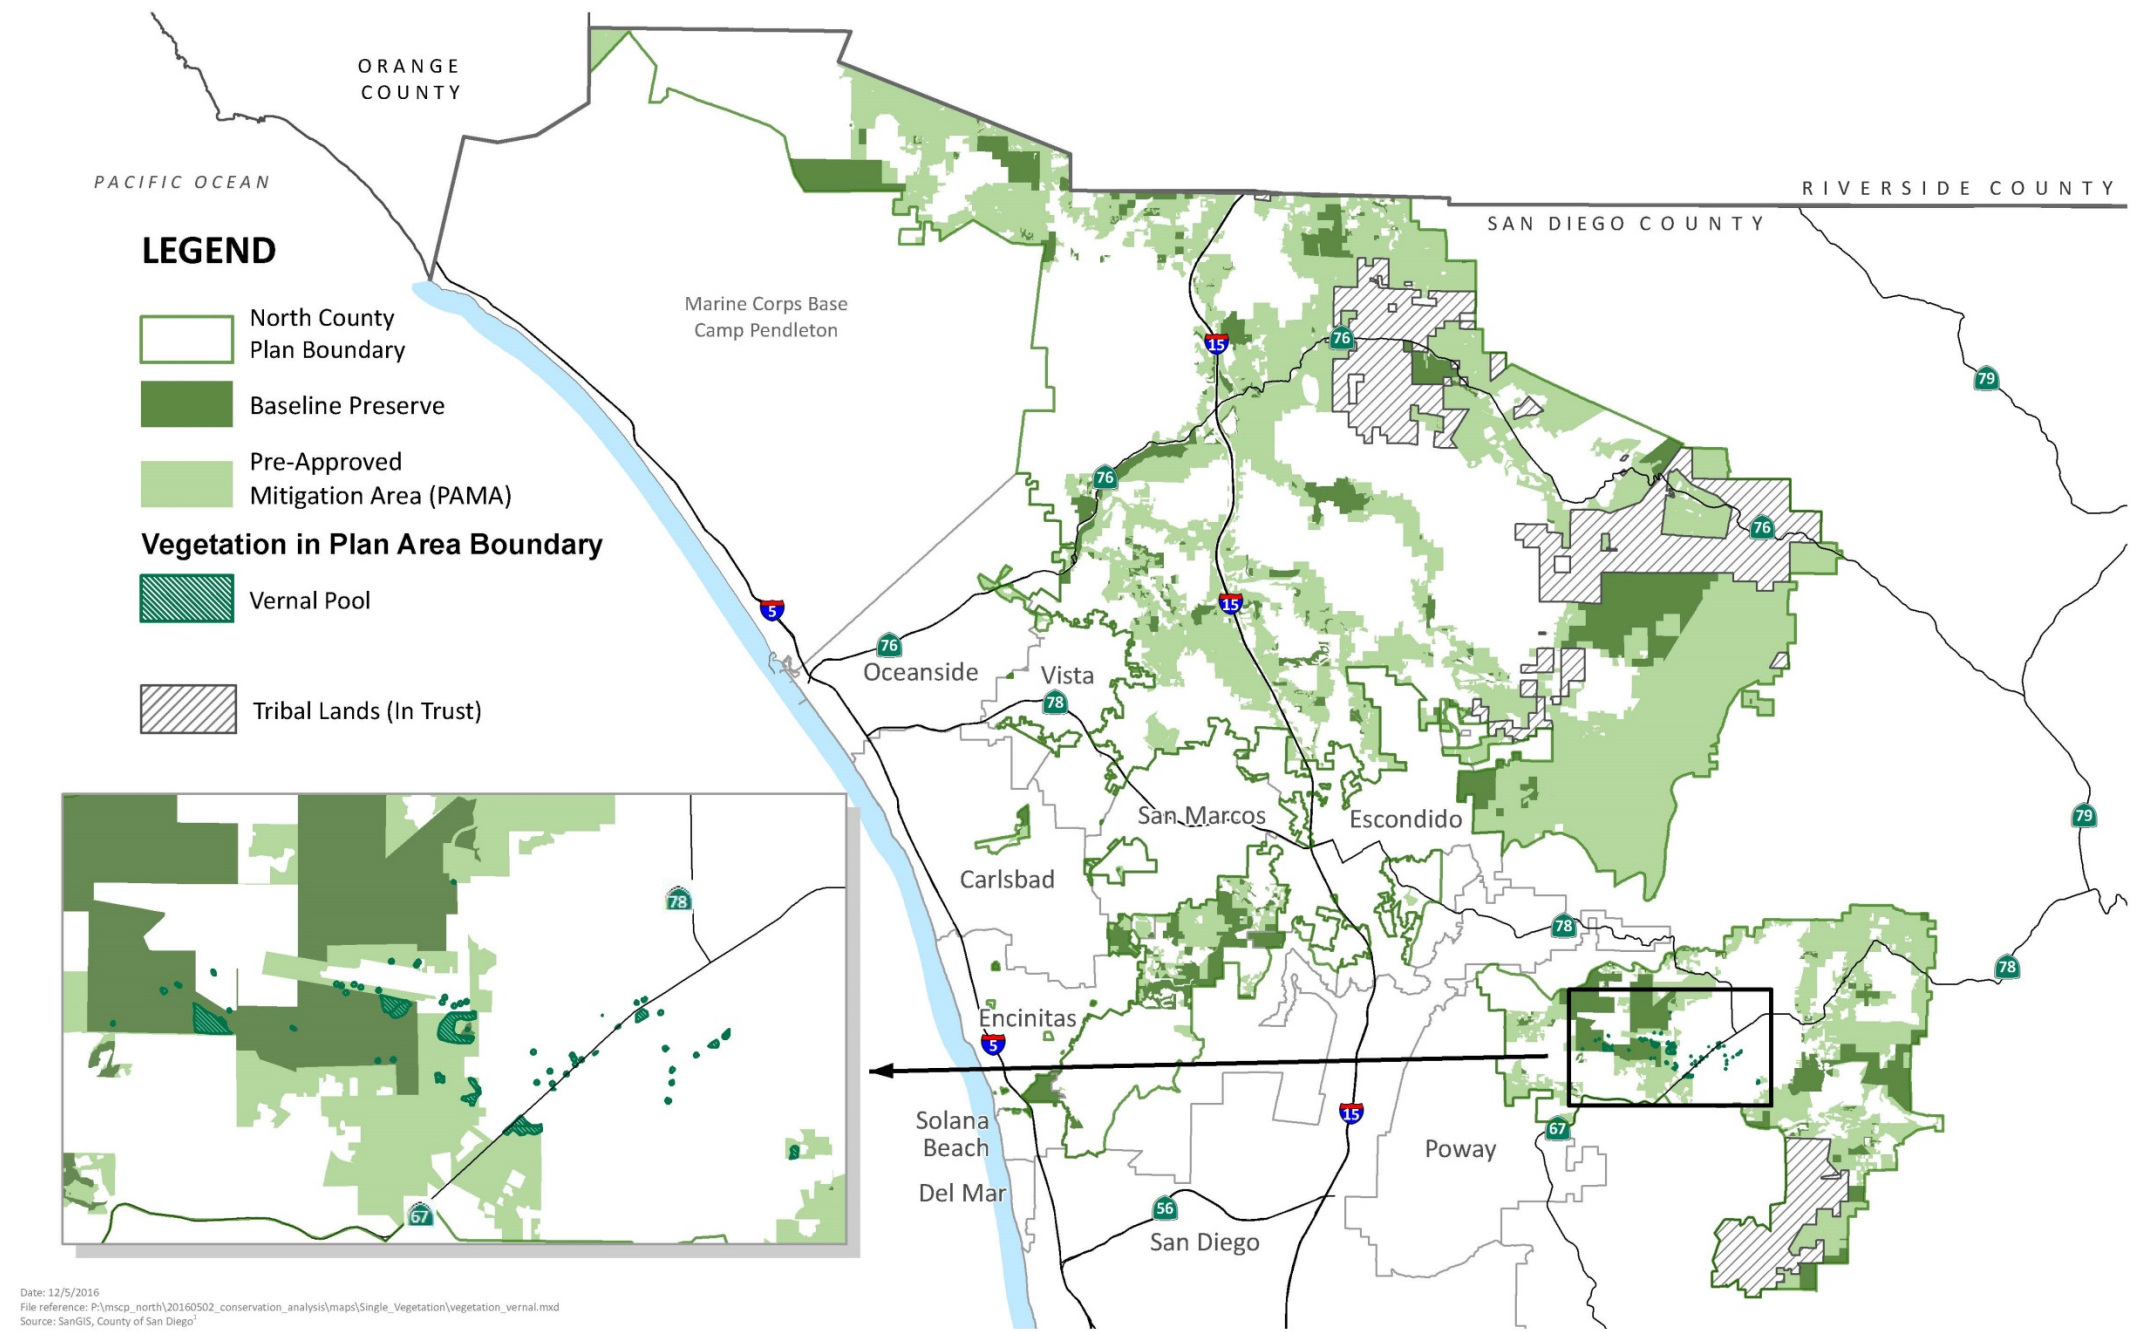 ORANGE
COUNTY
PACIFIC OCEAN
RIVERSIDE COUNTY
SAN DIEGO COUNTY
LEGEND
North County
Plan Boundary
Baseline Preserve
Pre-Approved
Mitigation Area (PAMA)
Vegetation in Plan Area Boundary
Vernal Pool
Tribal Lands (In Trust)
Marine Corps Base
Camp Pendleton
15
76
79
76
76
5
15
76
Oceanside
Vista
78
San Marcos
Escondido
79
Carlsbad
78
78
78
Encinitas
5
15
67
Solana
Beach
Poway
Del Mar
56
San Diego
67
Date: 12/5/2016
File reference: P:\mscp_north\20160502_conservation_analysis\maps\Single_Vegetation\vegetation_vernal.mxd
Source: SanGIS, County of San Diego1